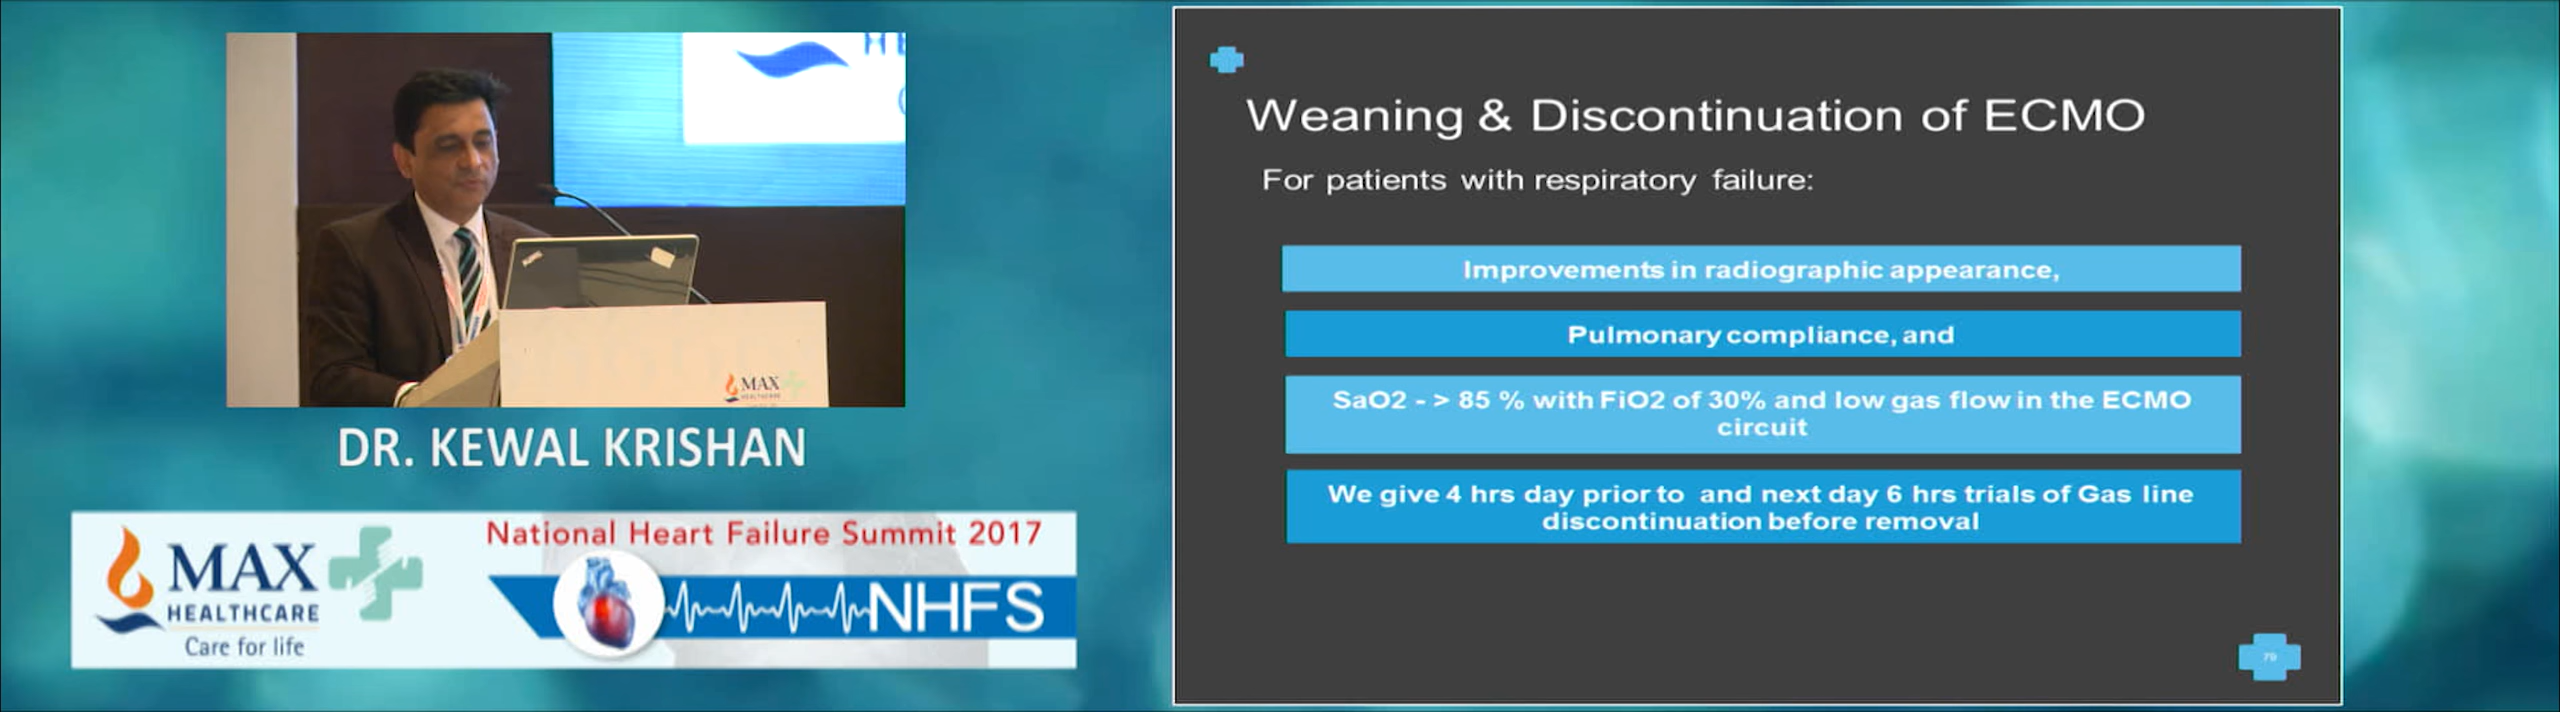 MAX
HEALTHCARE
DR. KEWAL KRISHAN
MAX
HEALTHCARE
Care for life
National Heart Failure Summit 2017
NHFS
Weaning & Discontinuation of ECMO
For patients with respiratory failure:
Improvements in radiographic appearance,
Pulmonary compliance, and
SaO2 - > 85 % with FiO2 of 30% and low gas flow in the ECMO
circuit
We give 4 hrs day prior to and next day 6 hrs trials of Gas line
discontinuation before removal
79